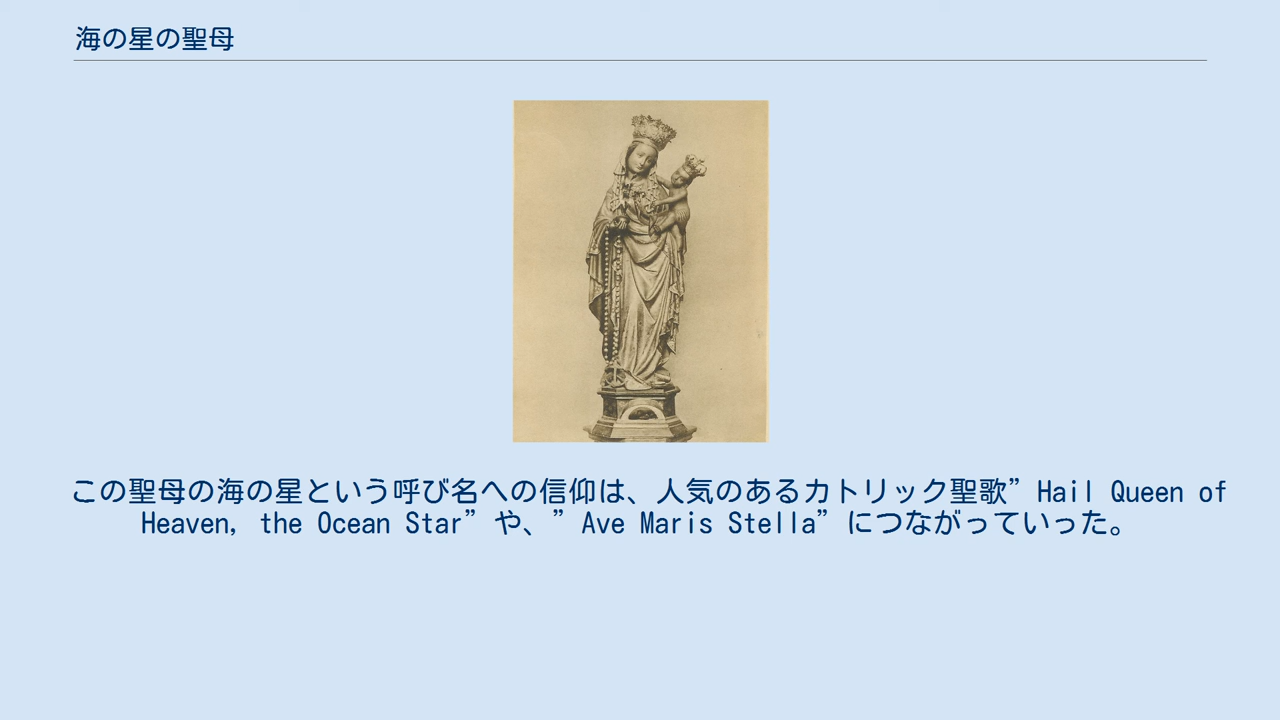 海の星の聖母
この聖母の海の星という呼び名への信仰は、人気のあるカトリック聖歌”Hail Queen of
Heaven, the Ocean Star”や、”Ave Maris Stella”につながっていった。